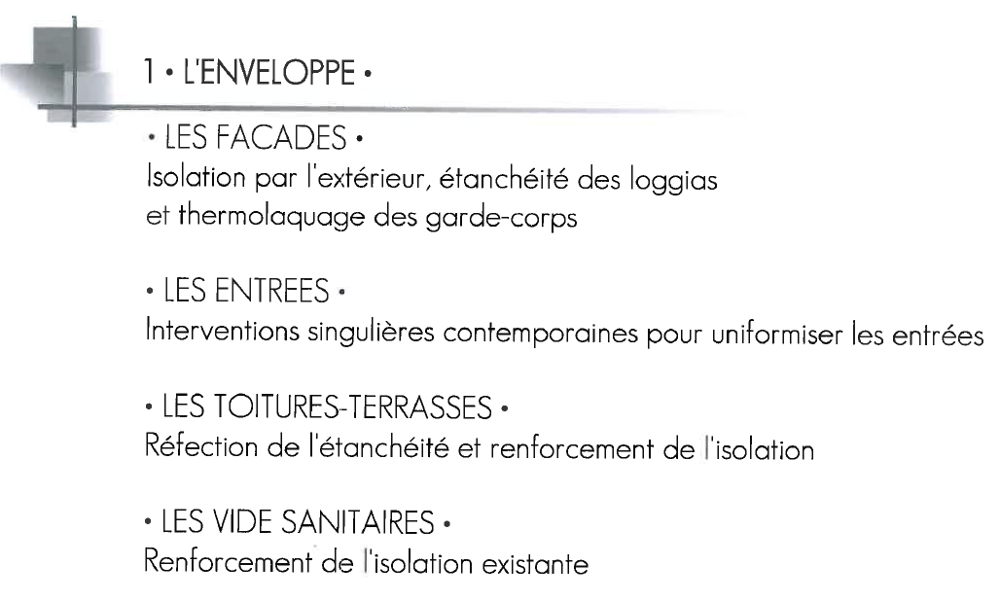 1 • L'ENVELOPPE •
• LES FACADES •
Isolation par l'extérieur, étanchéité des loggias
et thermolaquage des garde-corps
• LES ENTREES •
Interventions singulières contemporaines pour uniformiser les entrées
• LES TOITURES-TERRASSES •
Réfection de l'étanchéité et renforcement de l'isolation
• LES VIDE SANITAIRES •
Renforcement de l'isolation existante